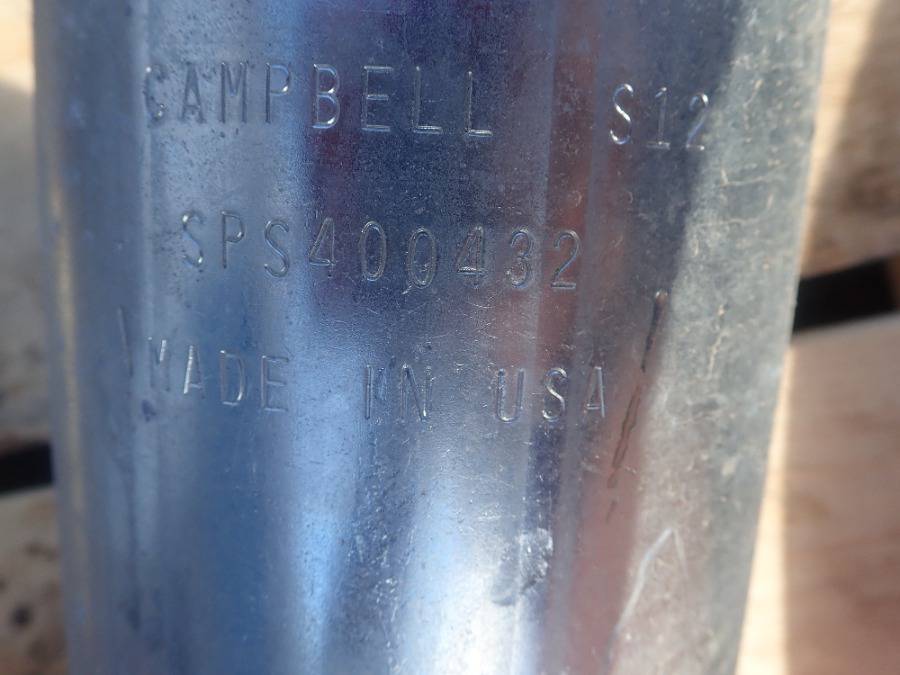 CAMPBELL S12
SPS400432
MADE IN USA